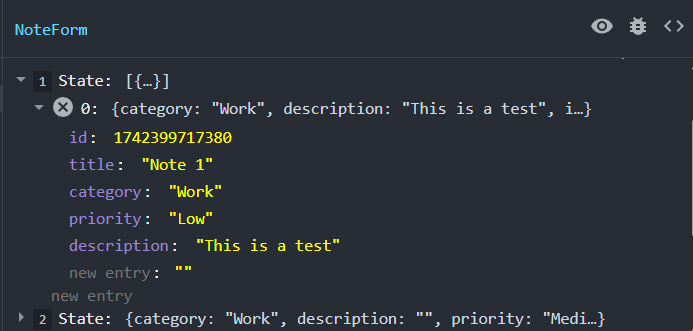 NoteForm
1 State: [{…}]
0: {category: "Work", description: "This is a test", i…}
id: 1742399717380
title: "Note 1"
category: "Work"
priority: "Low"
description: "This is a test"
new entry: ""
new entry
2 State: {category: "Work", description: "", priority: "Medi…}